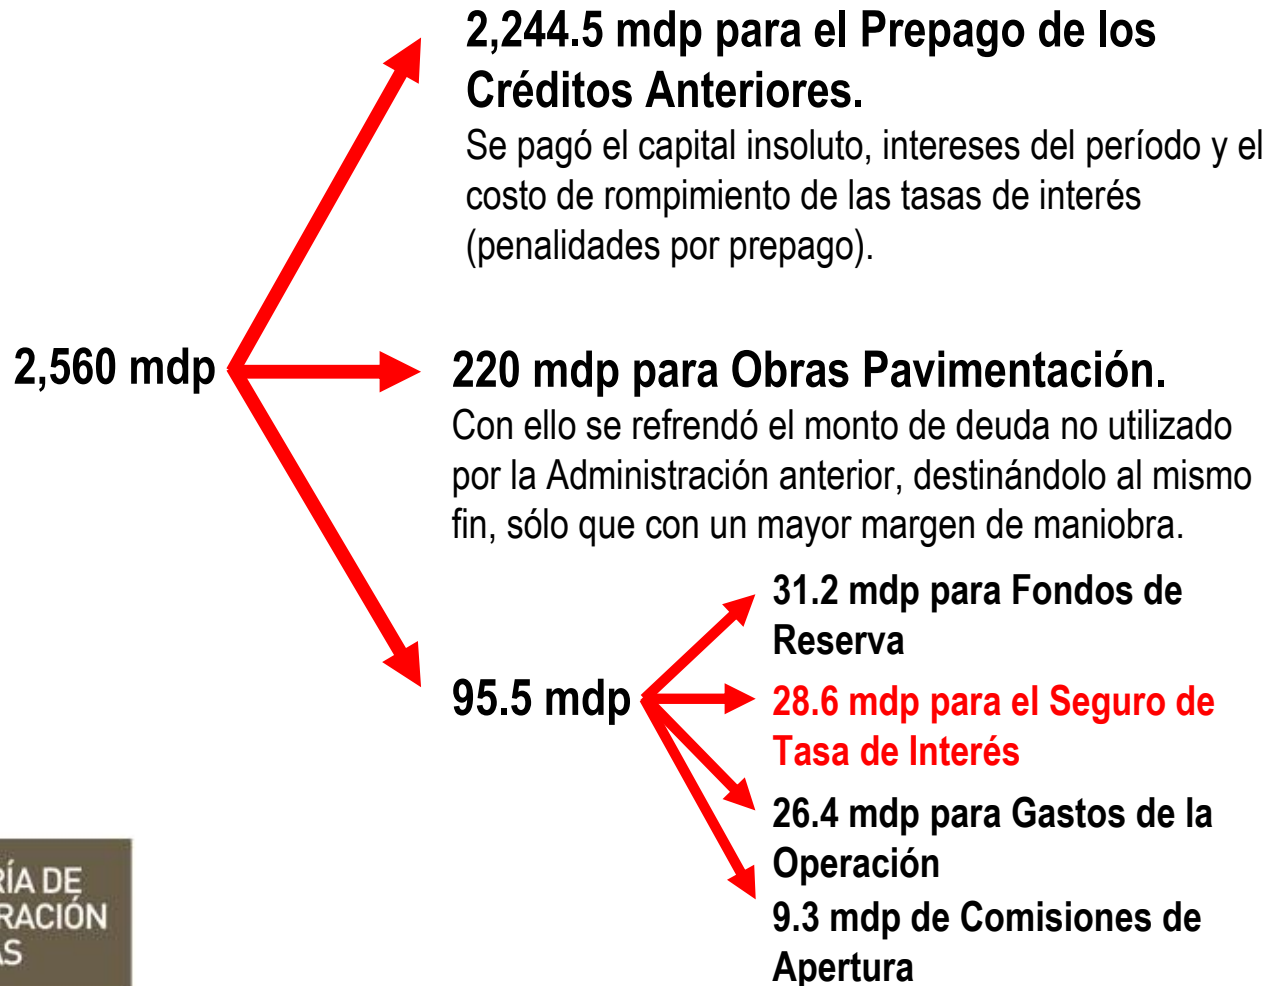 2,244.5 mdp para el Prepago de los
Créditos Anteriores.
Se pagó el capital insoluto, intereses del período y el
costo de rompimiento de las tasas de interés
(penalidades por prepago).
2,560 mdp
220 mdp para Obras Pavimentación.
Con ello se refrendó el monto de deuda no utilizado
por la Administración anterior, destinándolo al mismo
fin, sólo que con un mayor margen de maniobra.
95.5 mdp
31.2 mdp para Fondos de
Reserva
28.6 mdp para el Seguro de
Tasa de Interés
26.4 mdp para Gastos de la
Operación
9.3 mdp de Comisiones de
Apertura
RÍA DE
RACIÓN
AS